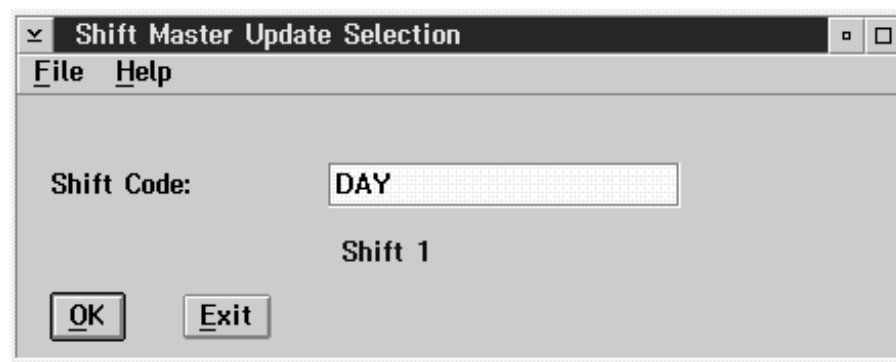 Shift Master Update Selection
File Help
Shift Code: DAY
Shift 1
OK Exit